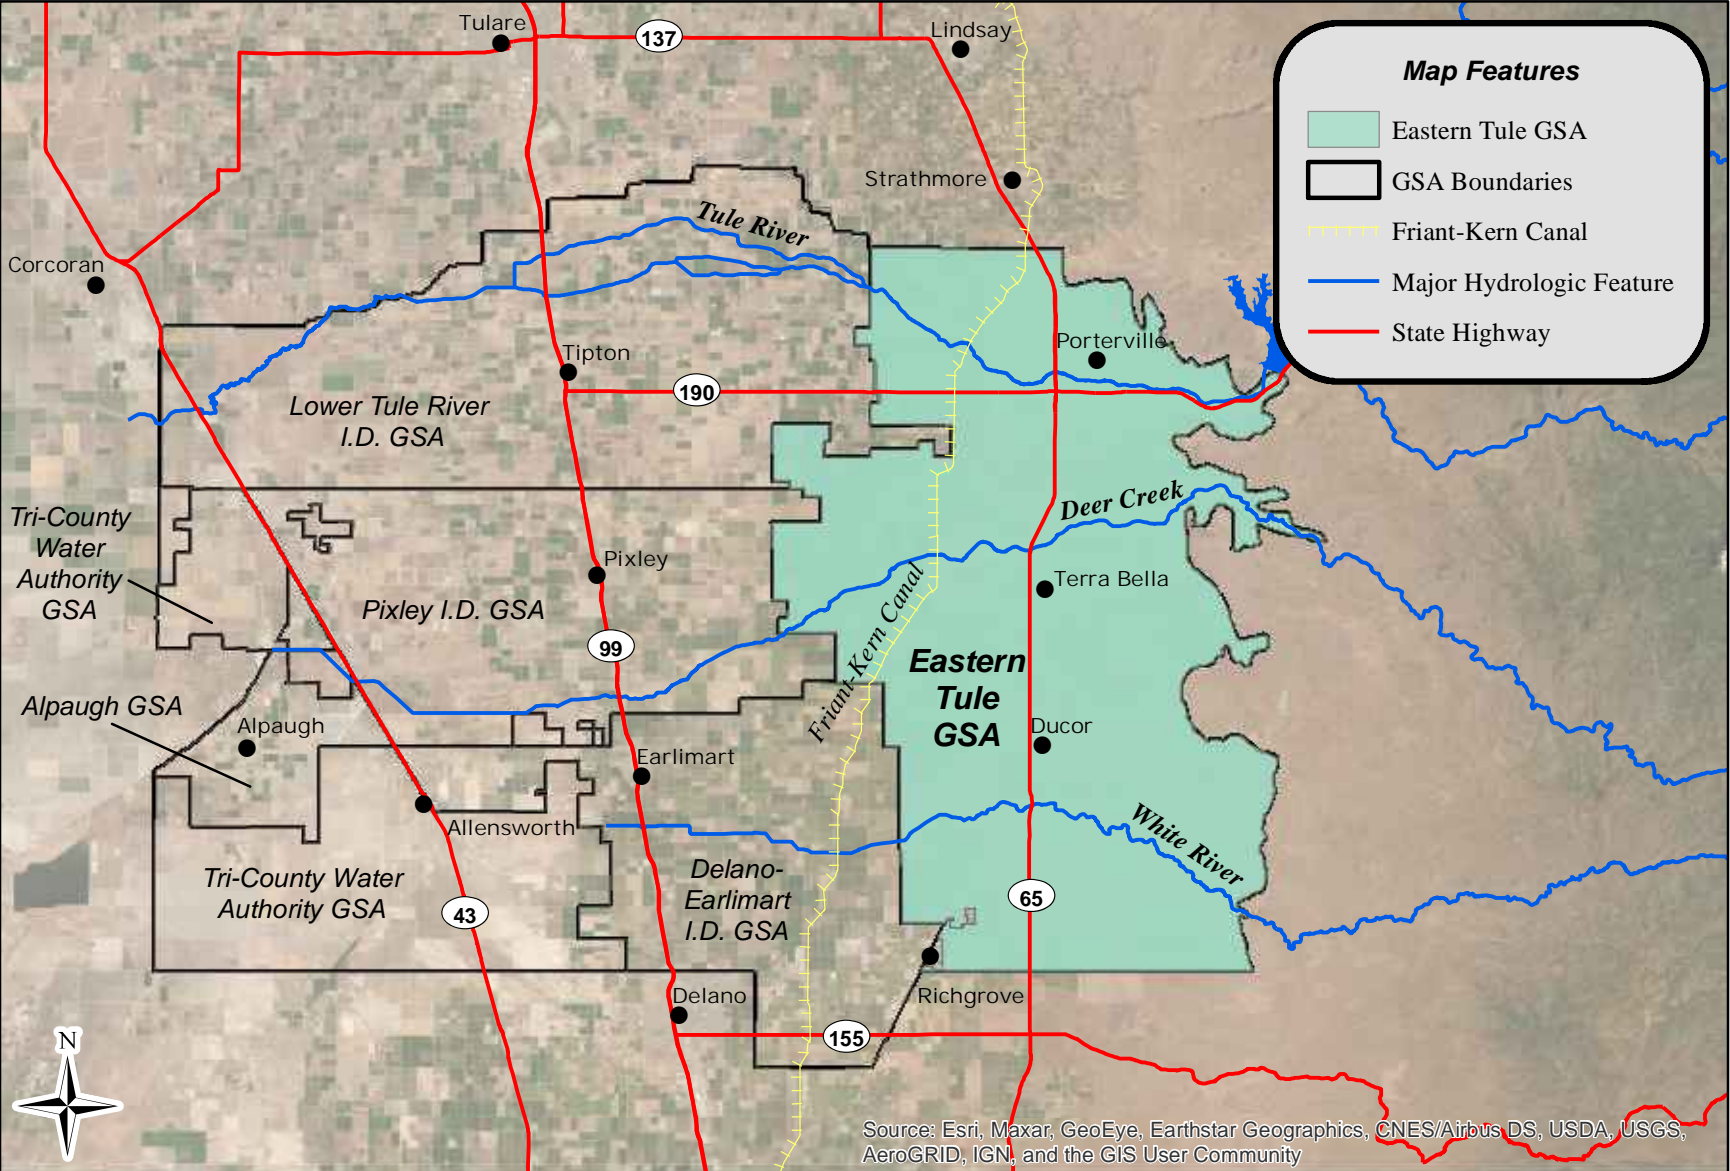 Tulare
137
Lindsay
Map Features
Eastern Tule GSA
GSA Boundaries
Friant-Kern Canal
Major Hydrologic Feature
State Highway
Strathmore
Tule River
Corcoran
Tipton
Porterville
190
Lower Tule River
I.D. GSA
Deer Creek
Tri-County
Water
Authority
GSA
Pixley
Terra Bella
Pixley I.D. GSA
99
Friant-Kern Canal
Eastern
Tule
GSA
Alpaugh GSA
Alpaugh
Ducor
Earlimart
Allensworth
White River
Tri-County Water
Authority GSA
Delano-
Earlimart
I.D. GSA
43
65
Delano
Richgrove
155
N
Source: Esri, Maxar, GeoEye, Earthstar Geographics, CNES/Airbus DS, USDA, USGS,
AeroGRID, IGN, and the GIS User Community